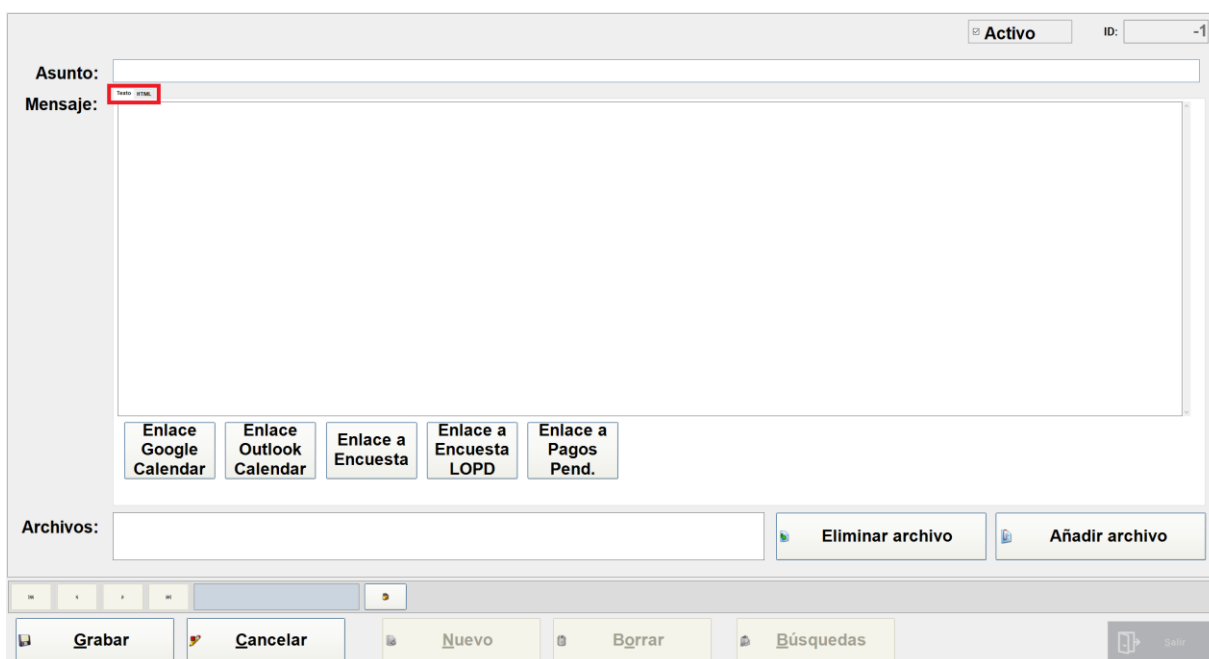 Activo ID: -1
Asunto:
Mensaje:
Texto HTML
Enlace Google Calendar
Enlace Outlook Calendar
Enlace a Encuesta
Enlace a Encuesta LOPD
Enlace a Pagos Pend.
Archivos:
Eliminar archivo
Añadir archivo
Grabar
Cancelar
Nuevo
Borrar
Búsquedas
Salir